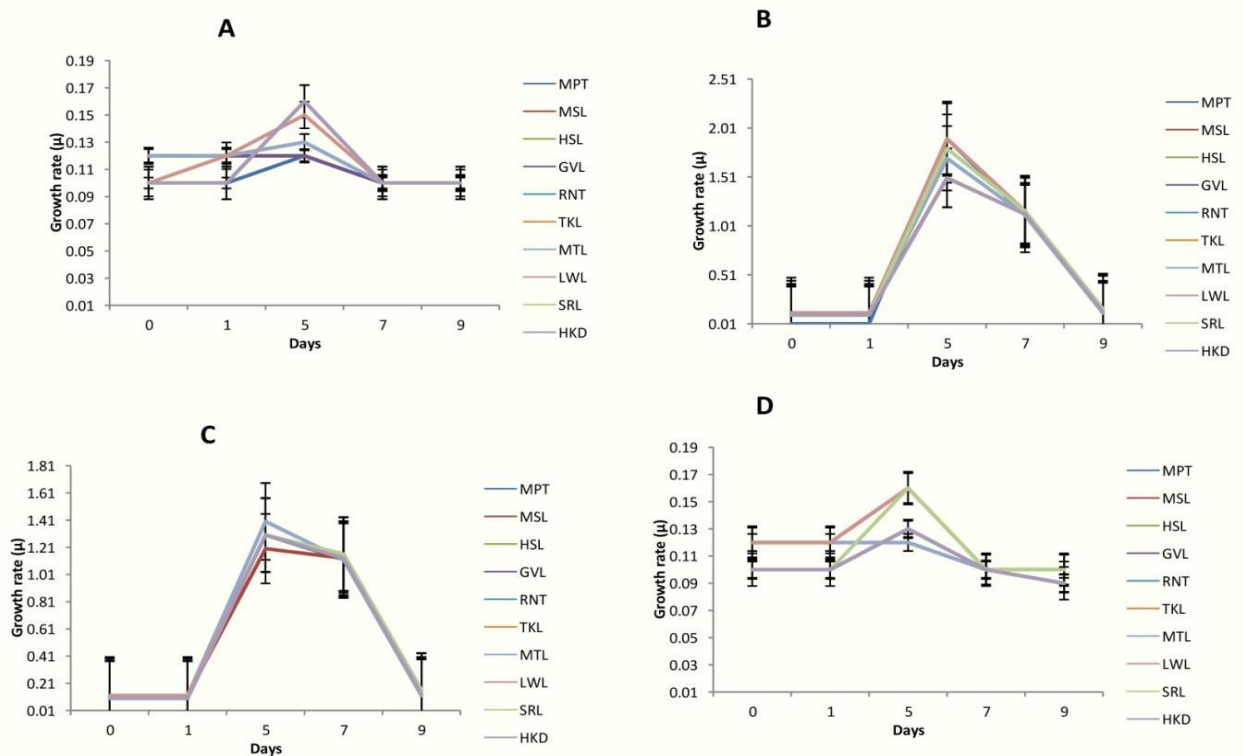 A
Growth rate (µ)
0.19
0.17
0.15
0.13
0.11
0.09
0.07
0.05
0.03
0.01
0 1 5 7 9
Days
MPT
MSL
HSL
GVL
RNT
TKL
MTL
LWL
SRL
HKD
B
Growth rate (µ)
2.51
2.01
1.51
1.01
0.51
0.01
0 1 5 7 9
Days
MPT
MSL
HSL
GVL
RNT
TKL
MTL
LWL
SRL
HKD
C
Growth rate (µ)
1.81
1.61
1.41
1.21
1.01
0.81
0.61
0.41
0.21
0.01
0 1 5 7 9
Days
MPT
MSL
HSL
GVL
RNT
TKL
MTL
LWL
SRL
HKD
D
Growth rate (µ)
0.19
0.17
0.15
0.13
0.11
0.09
0.07
0.05
0.03
0.01
0 1 5 7 9
Days
MPT
MSL
HSL
GVL
RNT
TKL
MTL
LWL
SRL
HKD